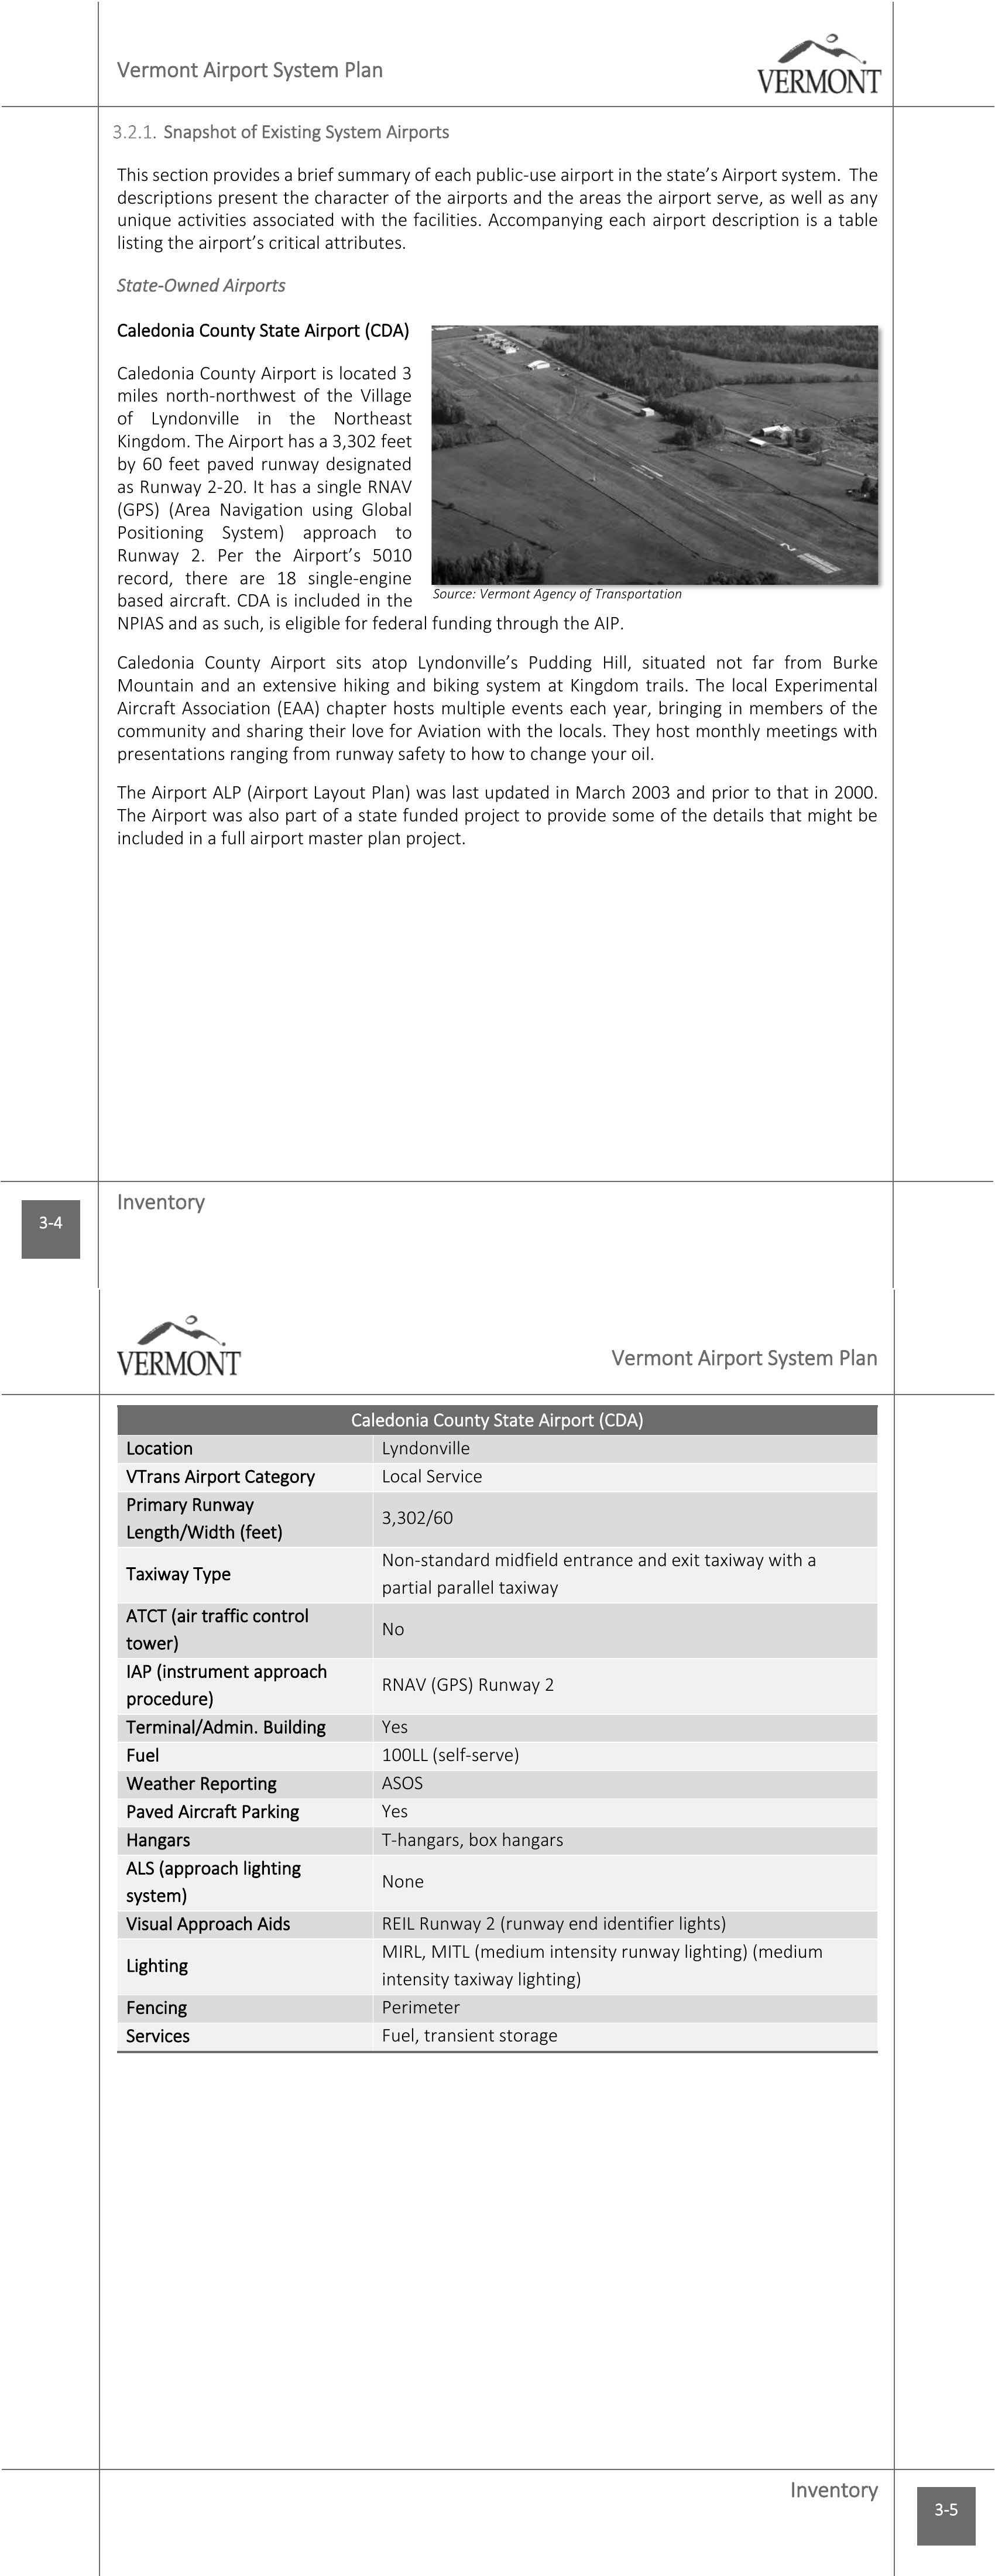 Vermont Airport System Plan
VERMONT
3.2.1. Snapshot of Existing System Airports
This section provides a brief summary of each public-use airport in the state’s Airport system. The
descriptions present the character of the airports and the areas the airport serve, as well as any
unique activities associated with the facilities. Accompanying each airport description is a table
listing the airport’s critical attributes.
State-Owned Airports
Caledonia County State Airport (CDA)
Caledonia County Airport is located 3
miles north-northwest of the Village
of Lyndonville in the Northeast
Kingdom. The Airport has a 3,302 feet
by 60 feet paved runway designated
as Runway 2-20. It has a single RNAV
(GPS) (Area Navigation using Global
Positioning System) approach to
Runway 2. Per the Airport’s 5010
record, there are 18 single-engine
based aircraft. CDA is included in the
Source: Vermont Agency of Transportation
NPIAS and as such, is eligible for federal funding through the AIP.
Caledonia County Airport sits atop Lyndonville’s Pudding Hill, situated not far from Burke
Mountain and an extensive hiking and biking system at Kingdom trails. The local Experimental
Aircraft Association (EAA) chapter hosts multiple events each year, bringing in members of the
community and sharing their love for Aviation with the locals. They host monthly meetings with
presentations ranging from runway safety to how to change your oil.
The Airport ALP (Airport Layout Plan) was last updated in March 2003 and prior to that in 2000.
The Airport was also part of a state funded project to provide some of the details that might be
included in a full airport master plan project.
Inventory
3-4
VERMONT
Vermont Airport System Plan
Caledonia County State Airport (CDA)
Location Lyndonville
VTrans Airport Category Local Service
Primary Runway
Length/Width (feet)
3,302/60
Taxiway Type
Non-standard midfield entrance and exit taxiway with a
partial parallel taxiway
ATCT (air traffic control
tower)
No
IAP (instrument approach
procedure)
RNAV (GPS) Runway 2
Terminal/Admin. Building Yes
Fuel 100LL (self-serve)
Weather Reporting ASOS
Paved Aircraft Parking Yes
Hangars T-hangars, box hangars
ALS (approach lighting
system)
None
Visual Approach Aids REIL Runway 2 (runway end identifier lights)
Lighting
MIRL, MITL (medium intensity runway lighting) (medium
intensity taxiway lighting)
Fencing Perimeter
Services Fuel, transient storage
Inventory
3-5